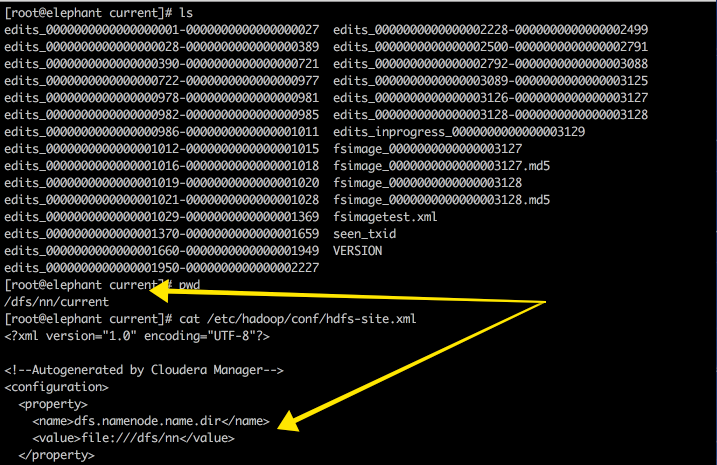 [root@elephant current]# ls
edits_0000000000000000001-0000000000000000027  edits_0000000000000002228-0000000000000002499
edits_0000000000000000028-0000000000000000389  edits_0000000000000002500-0000000000000002791
edits_0000000000000000390-0000000000000000721  edits_0000000000000002792-0000000000000003088
edits_0000000000000000722-0000000000000000977  edits_0000000000000003089-0000000000000003125
edits_0000000000000000978-0000000000000000981  edits_0000000000000003126-0000000000000003127
edits_0000000000000000982-0000000000000000985  edits_0000000000000003128-0000000000000003128
edits_0000000000000000986-0000000000000001011  edits_inprogress_0000000000000003129
edits_0000000000000001012-0000000000000001015  fsimage_0000000000000003127
edits_0000000000000001016-0000000000000001018  fsimage_0000000000000003127.md5
edits_0000000000000001019-0000000000000001020  fsimage_0000000000000003128
edits_0000000000000001021-0000000000000001028  fsimage_0000000000000003128.md5
edits_0000000000000001029-0000000000000001369  fsimagetest.xml
edits_0000000000000001370-0000000000000001659  seen_txid
edits_0000000000000001660-0000000000000001949  VERSION
edits_0000000000000001950-0000000000000002227
[root@elephant current]# pwd
/dfs/nn/current
[root@elephant current]# cat /etc/hadoop/conf/hdfs-site.xml
<?xml version="1.0" encoding="UTF-8"?>
<!--Autogenerated by Cloudera Manager-->
<configuration>
<property>
<name>dfs.namenode.name.dir</name>
<value>file:///dfs/nn</value>
</property>